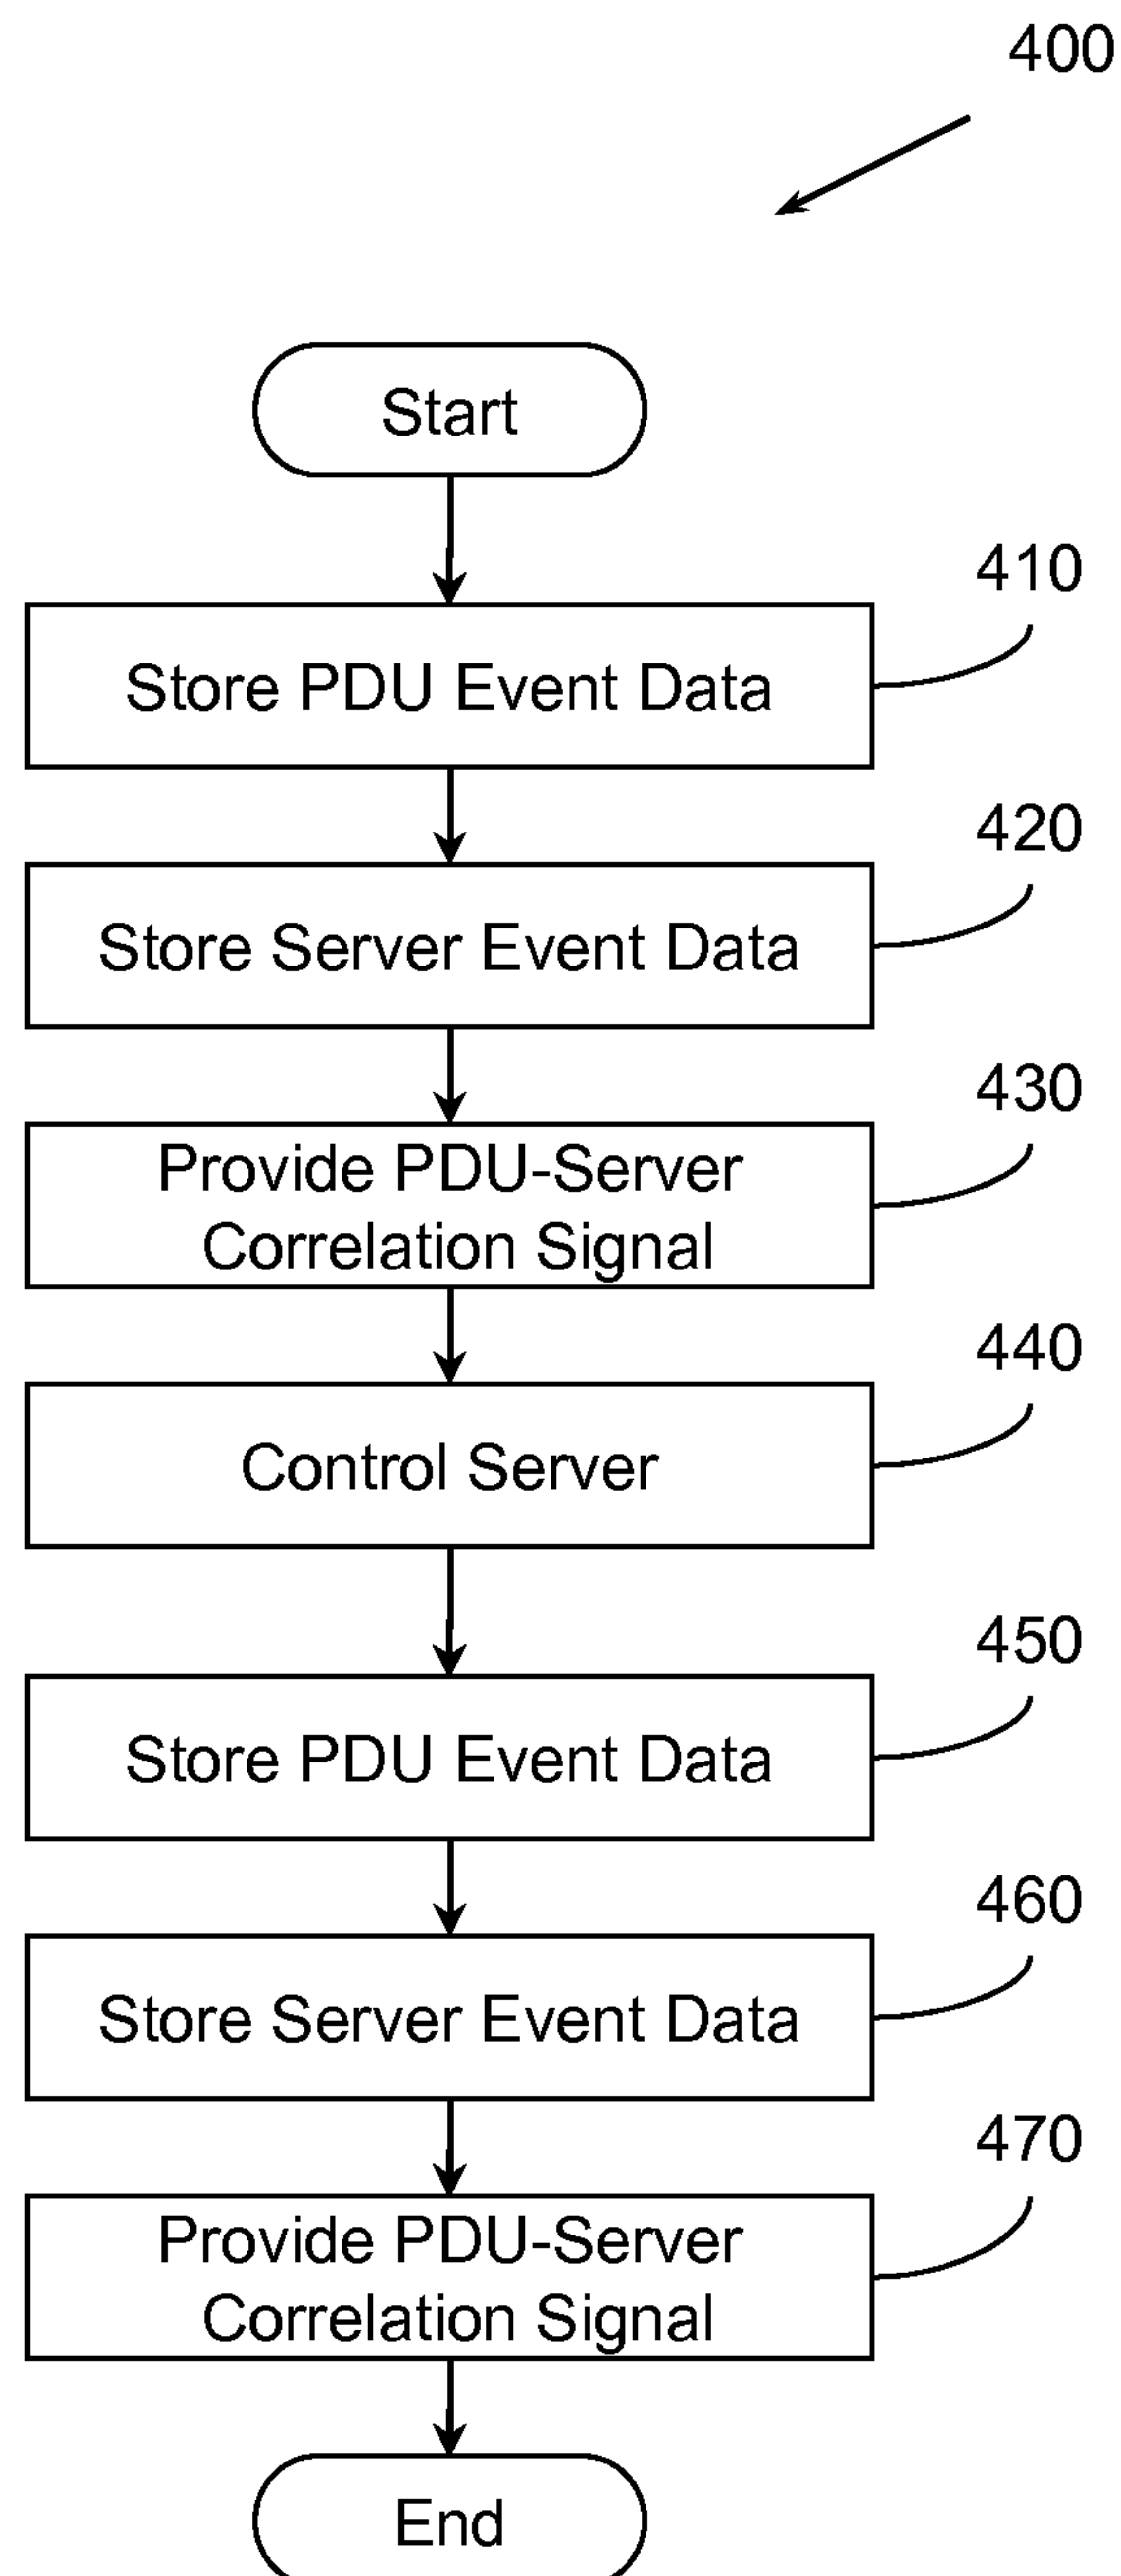 400
Start
410
Store PDU Event Data
420
Store Server Event Data
430
Provide PDU-Server
Correlation Signal
440
Control Server
450
Store PDU Event Data
460
Store Server Event Data
470
Provide PDU-Server
Correlation Signal
End